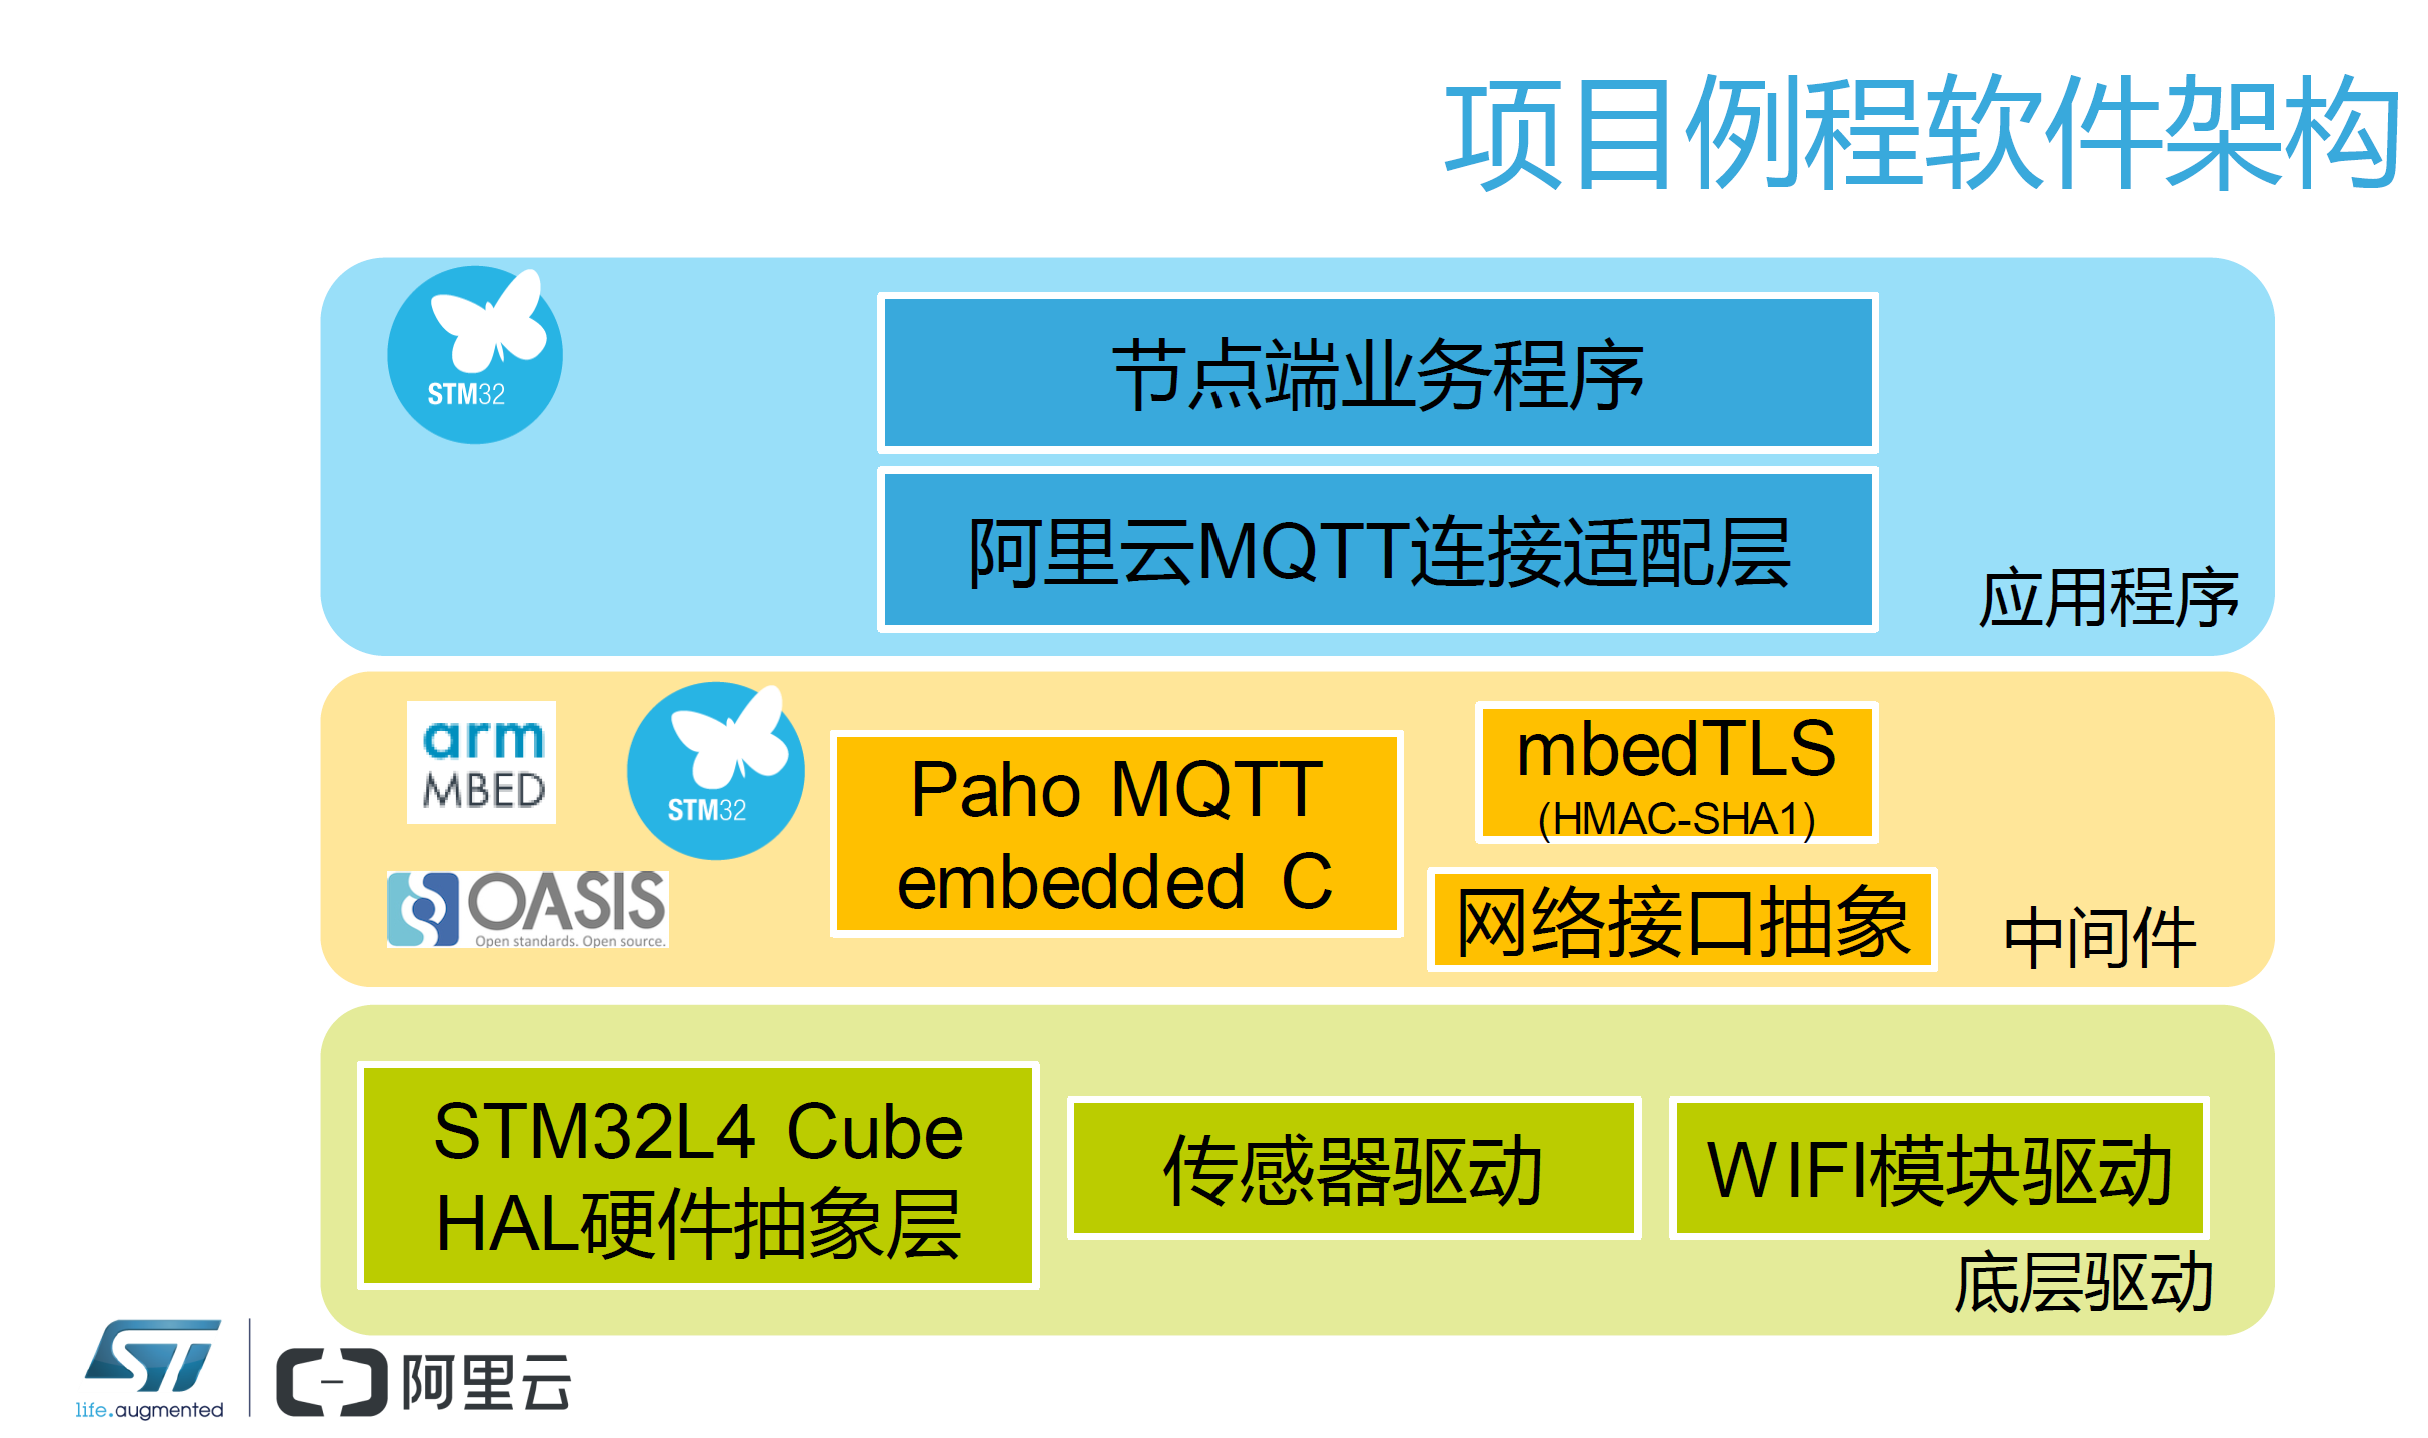 项目例程软件架构
STM32
节点端业务程序
阿里云MQTT连接适配层
应用程序
arm
MBED
STM32
OASIS
Open standards. Open source.
Paho MQTT
embedded C
mbedTLS
(HMAC-SHA1)
网络接口抽象
中间件
STM32L4 Cube
HAL硬件抽象层
传感器驱动
WIFI模块驱动
底层驱动
ST
life.augmented
阿里云